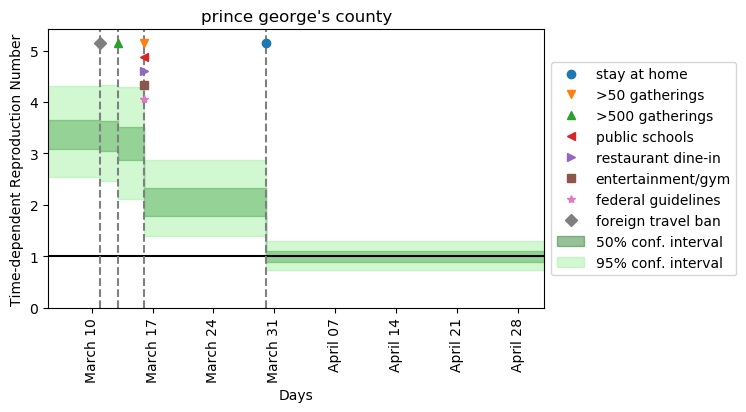 prince george's county
Time-dependent Reproduction Number
5
4
3
2
1
0
March 10
March 17
March 24
March 31
April 07
April 14
April 21
April 28
Days
stay at home
>50 gatherings
>500 gatherings
public schools
restaurant dine-in
entertainment/gym
federal guidelines
foreign travel ban
50% conf. interval
95% conf. interval